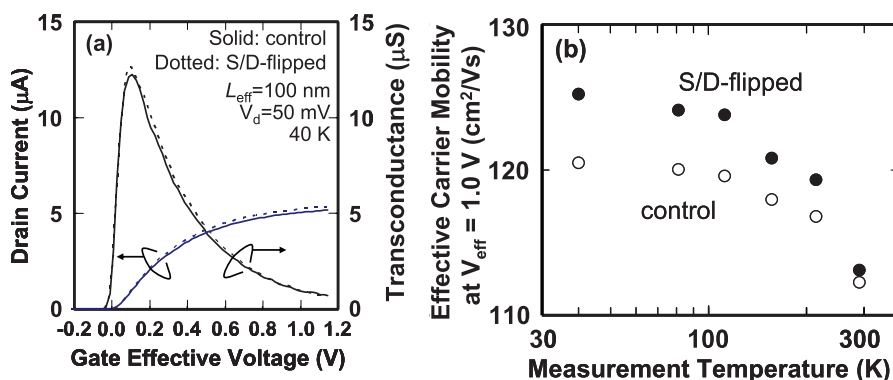 (a)
Solid: control
Dotted: S/D-flipped
Leff=100 nm
Vd=50 mV
40 K
Drain Current (μA)
15
10
5
0
Transconductance (μS)
15
10
5
0
-0.2 0.0 0.2 0.4 0.6 0.8 1.0 1.2
Gate Effective Voltage (V)
(b)
S/D-flipped
control
Effective Carrier Mobility
at Veff = 1.0 V (cm2/Vs)
130
120
110
30 100 300
Measurement Temperature (K)